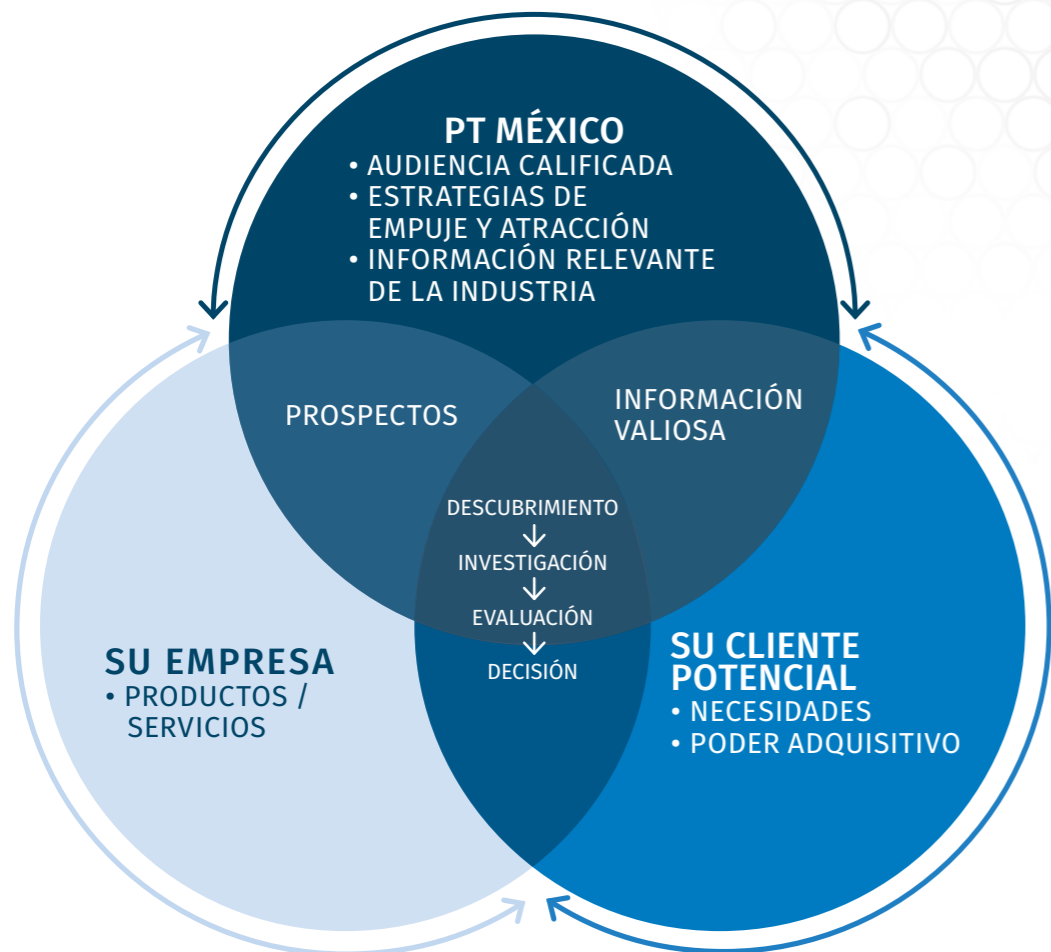 PT MÉXICO
• AUDIENCIA CALIFICADA
• ESTRATEGIAS DE
EMPUJE Y ATRACCIÓN
• INFORMACIÓN RELEVANTE
DE LA INDUSTRIA
PROSPECTOS
INFORMACIÓN
VALIOSA
DESCUBRIMIENTO
INVESTIGACIÓN
EVALUACIÓN
DECISIÓN
SU EMPRESA
• PRODUCTOS /
SERVICIOS
SU CLIENTE
POTENCIAL
• NECESIDADES
• PODER ADQUISITIVO